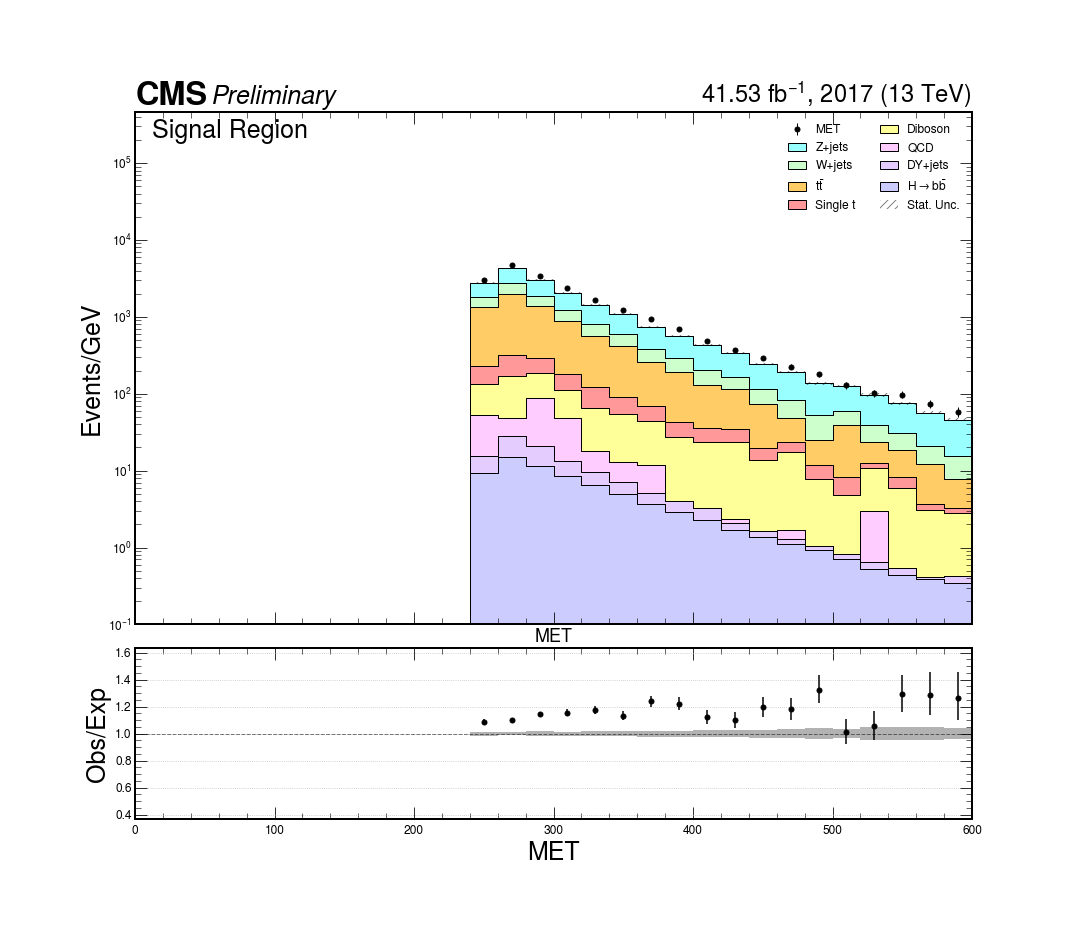 CMS Preliminary 41.53 fb⁻¹, 2017 (13 TeV)
Signal Region
MET Diboson
Z+jets QCD
W+jets DY+jets
tt̄ H→bb̄
Single t Stat. Unc.
10⁵
10⁴
10³
10²
10¹
10⁰
10⁻¹
Events/GeV
MET
1.6
1.4
1.2
1.0
0.8
0.6
0.4
Obs/Exp
0 100 200 300 400 500 600
MET